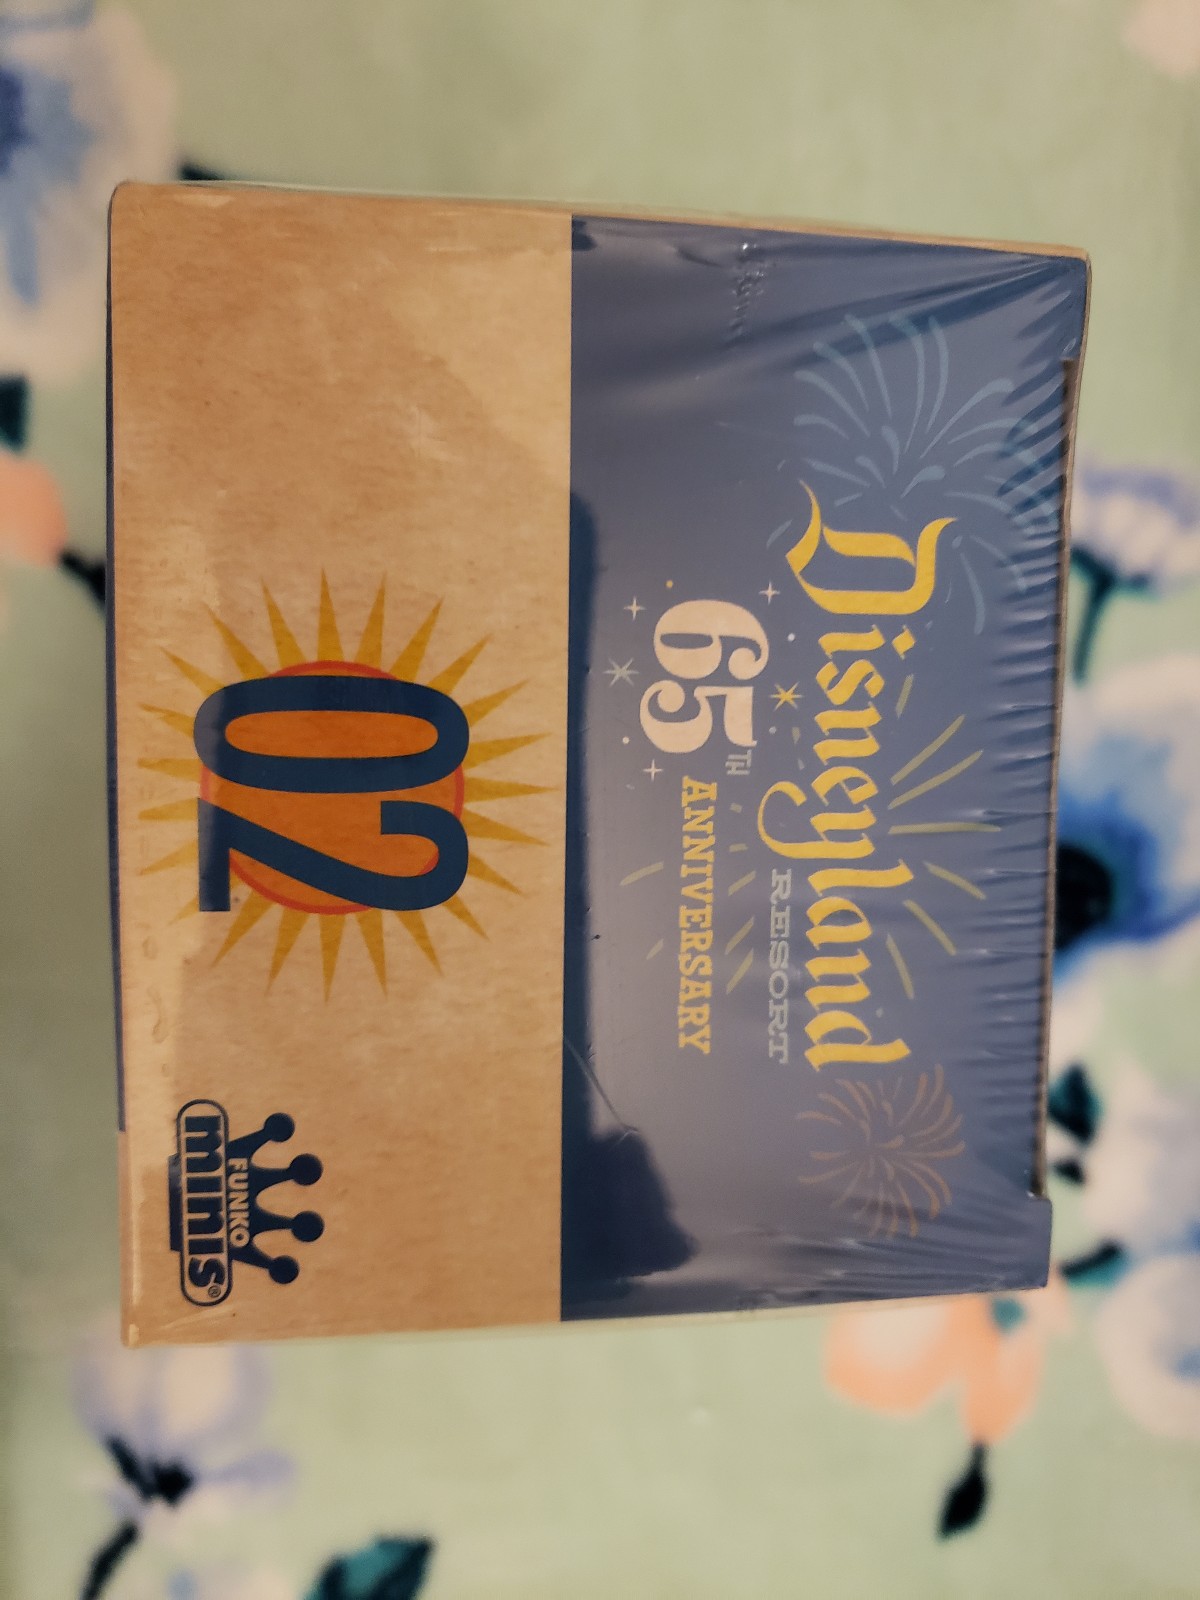 Disneyland
RESORT
65TH ANNIVERSARY
02
FUNKO
MINIS®